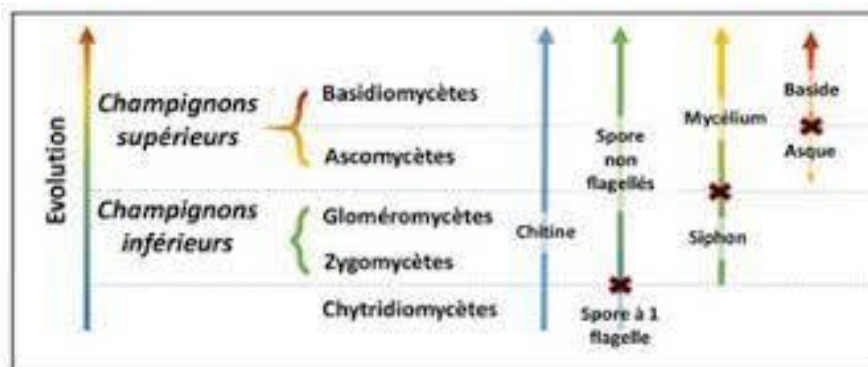 Evolution
Champignons
supérieurs
Basidiomycètes
Ascomycètes
Champignons
inférieurs
Gloméromycètes
Zygomycètes
Chytridiomycètes
Chitine
Spore
non
flagellés
Spore à 1
flagelle
Mycélium
Siphon
Baside
Asque